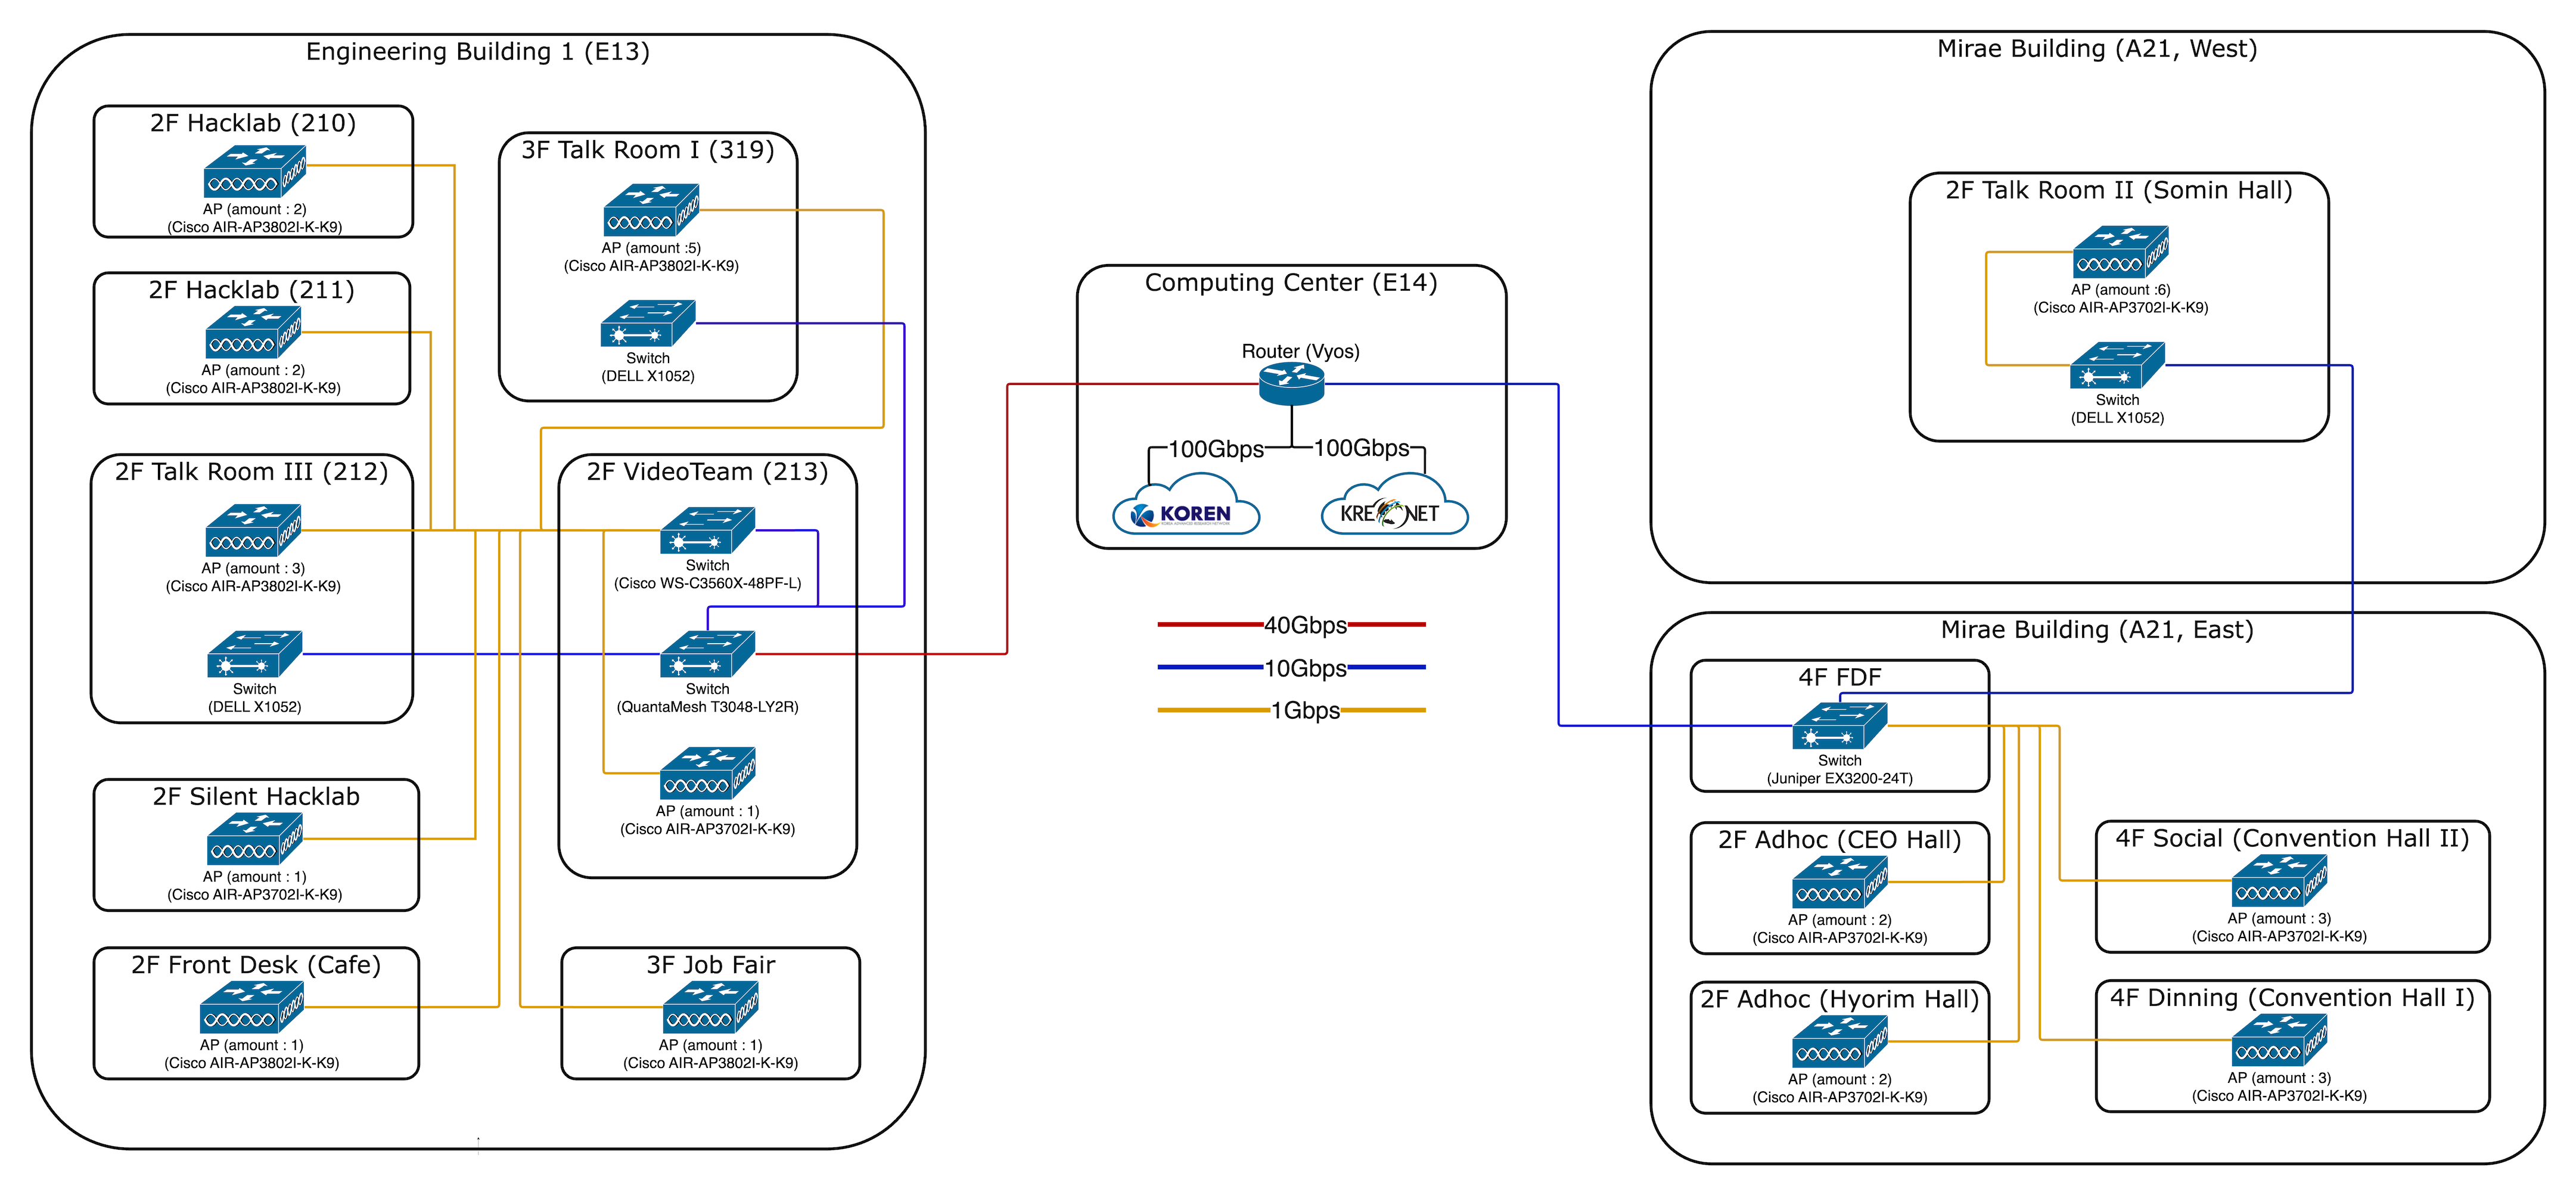 Engineering Building 1 (E13)
2F Hacklab (210)
AP (amount : 2)
(Cisco AIR-AP3802I-K-K9)
2F Hacklab (211)
AP (amount : 2)
(Cisco AIR-AP3802I-K-K9)
2F Talk Room III (212)
AP (amount : 3)
(Cisco AIR-AP3802I-K-K9)
Switch
(DELL X1052)
2F Silent Hacklab
AP (amount : 1)
(Cisco AIR-AP3702I-K-K9)
2F Front Desk (Cafe)
AP (amount : 1)
(Cisco AIR-AP3802I-K-K9)
3F Talk Room I (319)
AP (amount :5)
(Cisco AIR-AP3802I-K-K9)
Switch
(DELL X1052)
2F VideoTeam (213)
Switch
(Cisco WS-C3560X-48PF-L)
Switch
(QuantaMesh T3048-LY2R)
AP (amount : 1)
(Cisco AIR-AP3702I-K-K9)
3F Job Fair
AP (amount : 1)
(Cisco AIR-AP3802I-K-K9)
Computing Center (E14)
Router (Vyos)
100Gbps
100Gbps
KOREN
KOREA ADVANCED RESEARCH NETWORK
KREONET
40Gbps
10Gbps
1Gbps
Mirae Building (A21, West)
2F Talk Room II (Somin Hall)
AP (amount :6)
(Cisco AIR-AP3702I-K-K9)
Switch
(DELL X1052)
Mirae Building (A21, East)
4F FDF
Switch
(Juniper EX3200-24T)
2F Adhoc (CEO Hall)
AP (amount : 2)
(Cisco AIR-AP3702I-K-K9)
2F Adhoc (Hyorim Hall)
AP (amount : 2)
(Cisco AIR-AP3702I-K-K9)
4F Social (Convention Hall II)
AP (amount : 3)
(Cisco AIR-AP3702I-K-K9)
4F Dinning (Convention Hall I)
AP (amount : 3)
(Cisco AIR-AP3702I-K-K9)